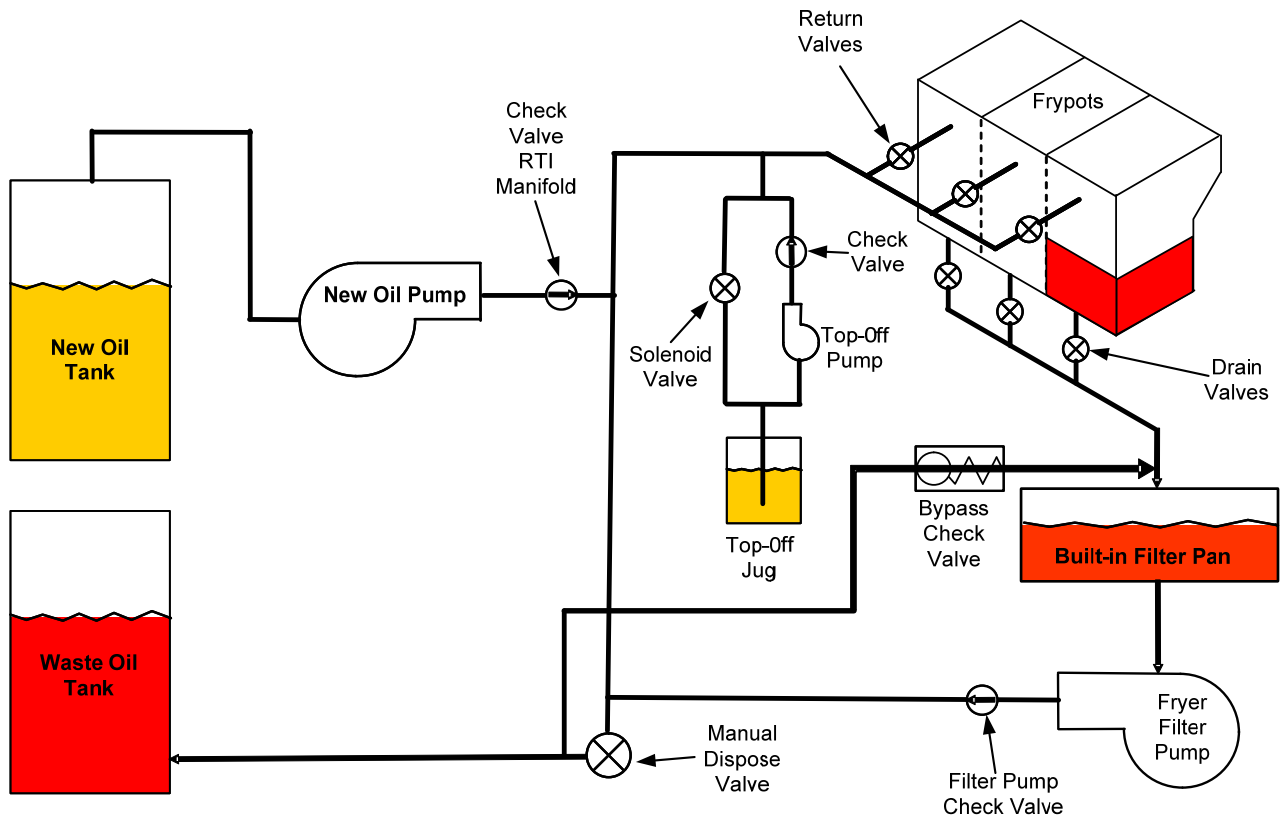 Return
Valves
Frypots
Check
Valve
RTI
Manifold
New Oil Pump
Check
Valve
New Oil
Tank
Solenoid
Valve
Top-Off
Pump
Drain
Valves
Bypass
Check
Valve
Top-Off
Jug
Built-in Filter Pan
Waste Oil
Tank
Manual
Dispose
Valve
Fryer
Filter
Pump
Filter Pump
Check Valve